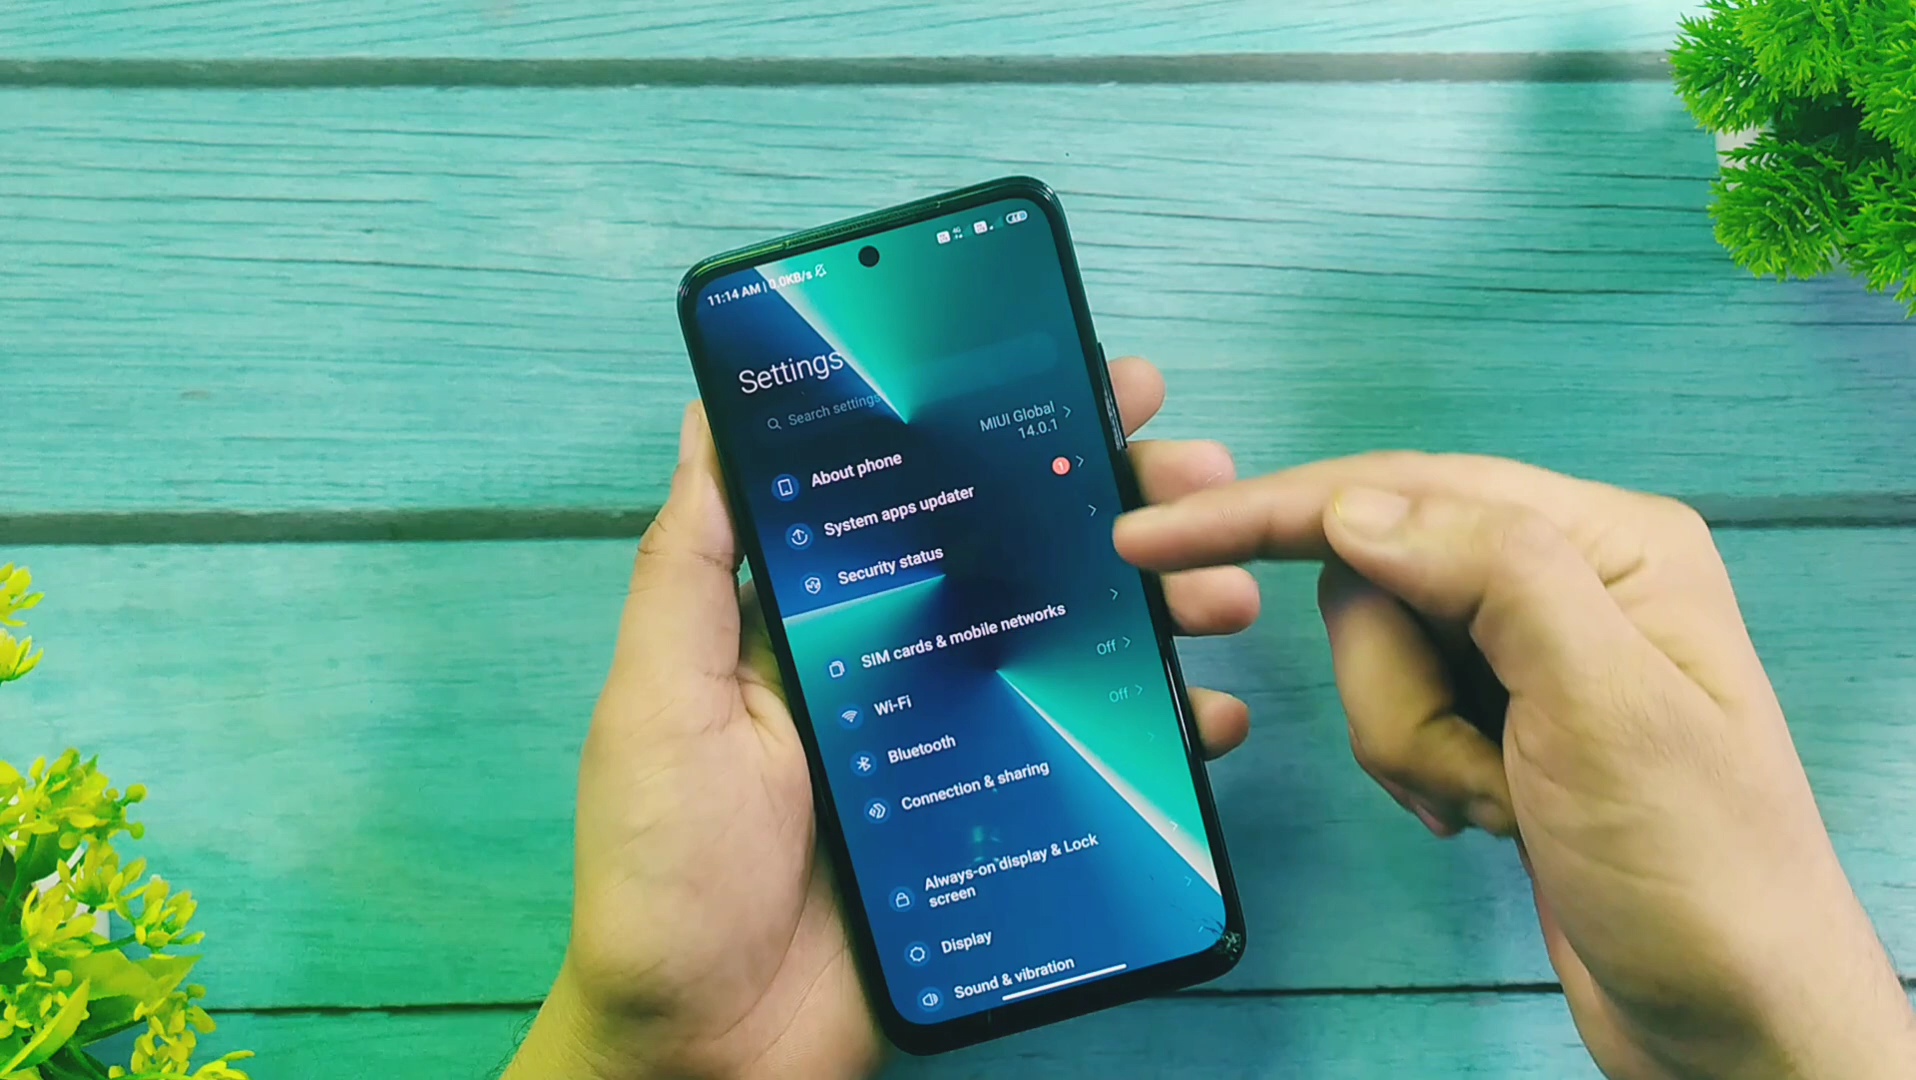 11:14 AM | 0.0KB/s
4G
Settings
Search settings
About phone
MIUI Global
14.0.1
System apps updater
1
Security status
SIM cards & mobile networks
Wi-Fi
Off
Bluetooth
Off
Connection & sharing
Always-on display & Lock
screen
Display
Sound & vibration